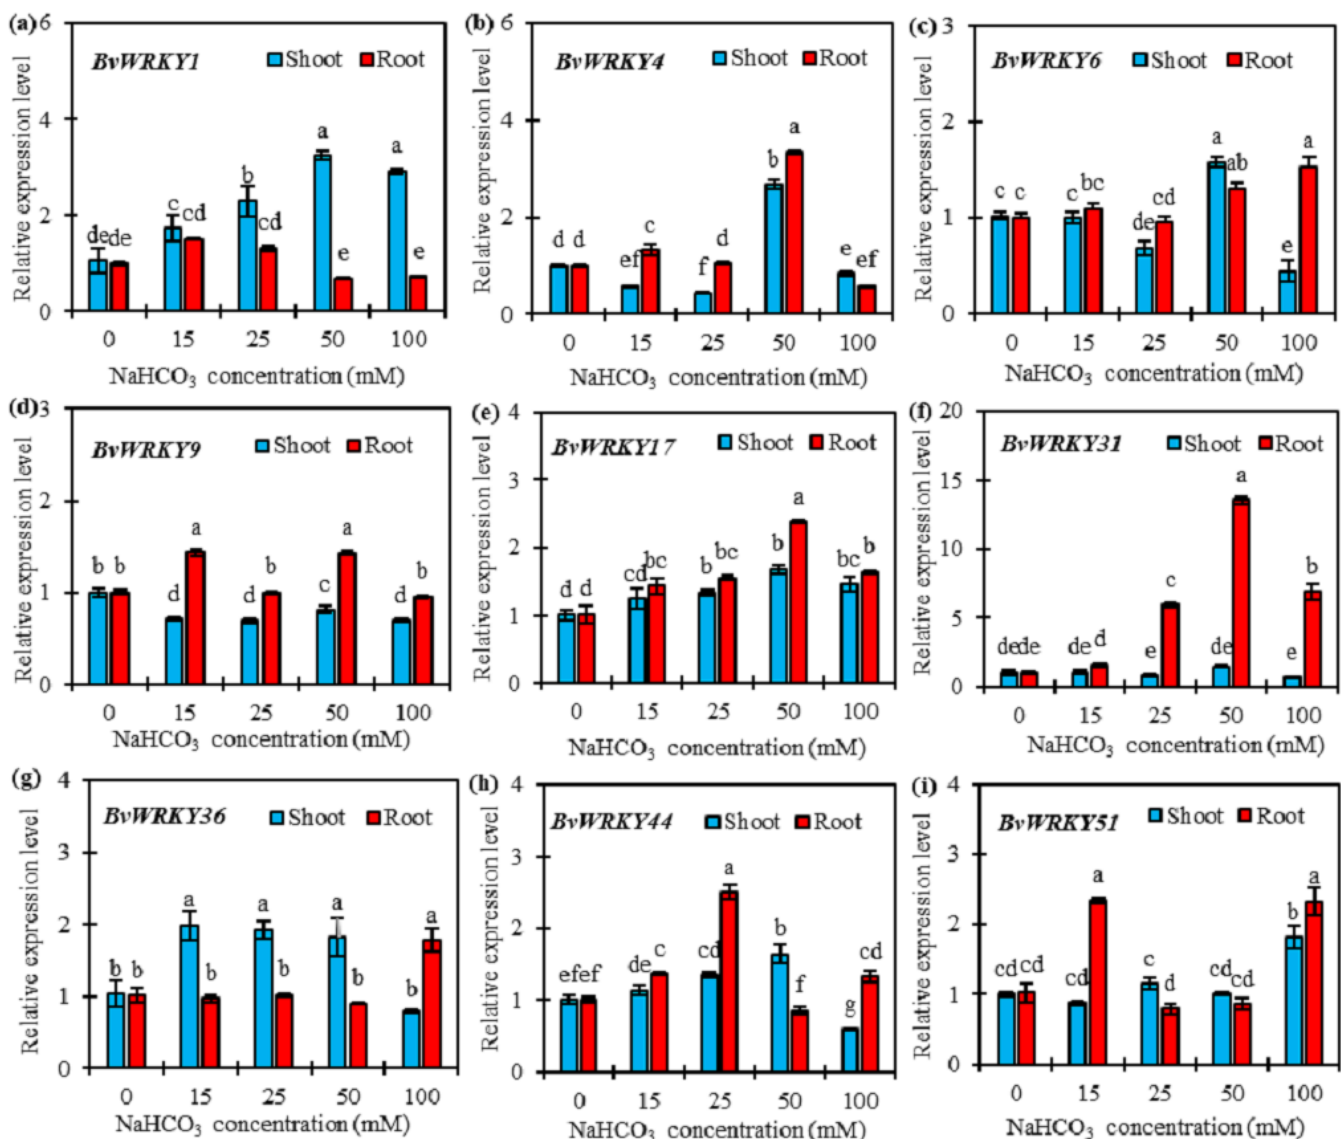 (a)
6
4
2
0
Relative expression level
BvWRKY1
Shoot
Root
de
de
c
cd
b
cd
a
e
a
e
0 15 25 50 100
NaHCO₃ concentration (mM)
(b)
6
4
2
0
Relative expression level
BvWRKY4
Shoot
Root
d
d
ef
c
f
d
b
a
e
ef
0 15 25 50 100
NaHCO₃ concentration (mM)
(c)
3
2
1
0
Relative expression level
BvWRKY6
Shoot
Root
c
c
c
bc
de
cd
a
ab
e
a
0 15 25 50 100
NaHCO₃ concentration (mM)
(d)
3
2
1
0
Relative expression level
BvWRKY9
Shoot
Root
b
b
d
a
d
b
c
a
d
b
0 15 25 50 100
NaHCO₃ concentration (mM)
(e)
4
3
2
1
0
Relative expression level
BvWRKY17
Shoot
Root
d
d
cd
bc
b
bc
b
a
bc
b
0 15 25 50 100
NaHCO₃ concentration (mM)
(f)
20
15
10
5
0
Relative expression level
BvWRKY31
Shoot
Root
de
de
de
d
e
c
de
a
e
b
0 15 25 50 100
NaHCO₃ concentration (mM)
(g)
4
3
2
1
0
Relative expression level
BvWRKY36
Shoot
Root
b
b
a
b
a
b
a
b
b
a
0 15 25 50 100
NaHCO₃ concentration (mM)
(h)
4
3
2
1
0
Relative expression level
BvWRKY44
Shoot
Root
ef
ef
de
c
cd
a
b
f
g
cd
0 15 25 50 100
NaHCO₃ concentration (mM)
(i)
4
3
2
1
0
Relative expression level
BvWRKY51
Shoot
Root
cd
cd
cd
a
c
d
cd
cd
b
a
0 15 25 50 100
NaHCO₃ concentration (mM)